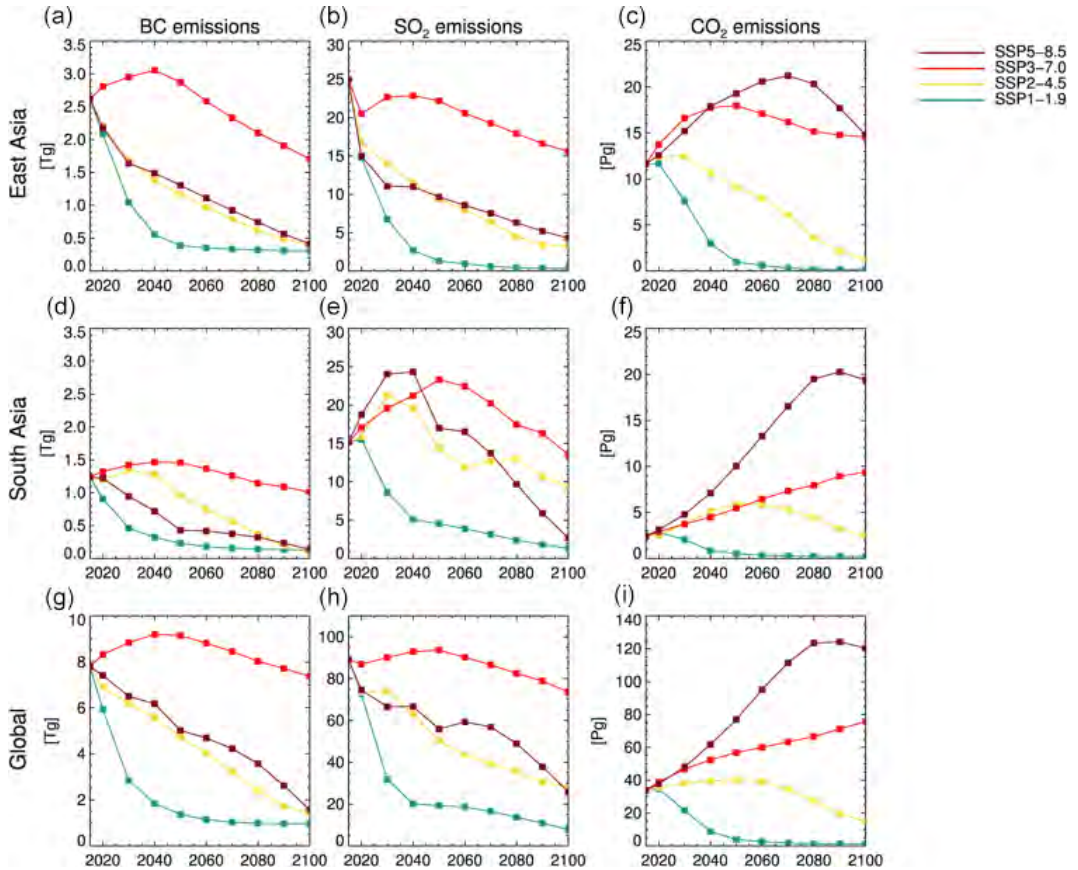 (a) BC emissions (b) SO2 emissions (c) CO2 emissions
SSP5-8.5
SSP3-7.0
SSP2-4.5
SSP1-1.9
East Asia
[Tg]
3.5
3.0
2.5
2.0
1.5
1.0
0.5
0.0
2020 2040 2060 2080 2100
30
25
20
15
10
5
0
2020 2040 2060 2080 2100
[Pg]
25
20
15
10
5
0
2020 2040 2060 2080 2100
(d) (e) (f)
South Asia
[Tg]
3.5
3.0
2.5
2.0
1.5
1.0
0.5
0.0
2020 2040 2060 2080 2100
30
25
20
15
10
5
0
2020 2040 2060 2080 2100
[Pg]
25
20
15
10
5
0
2020 2040 2060 2080 2100
(g) (h) (i)
Global
[Tg]
10
8
6
4
2
0
2020 2040 2060 2080 2100
100
80
60
40
20
0
2020 2040 2060 2080 2100
[Pg]
140
120
100
80
60
40
20
0
2020 2040 2060 2080 2100